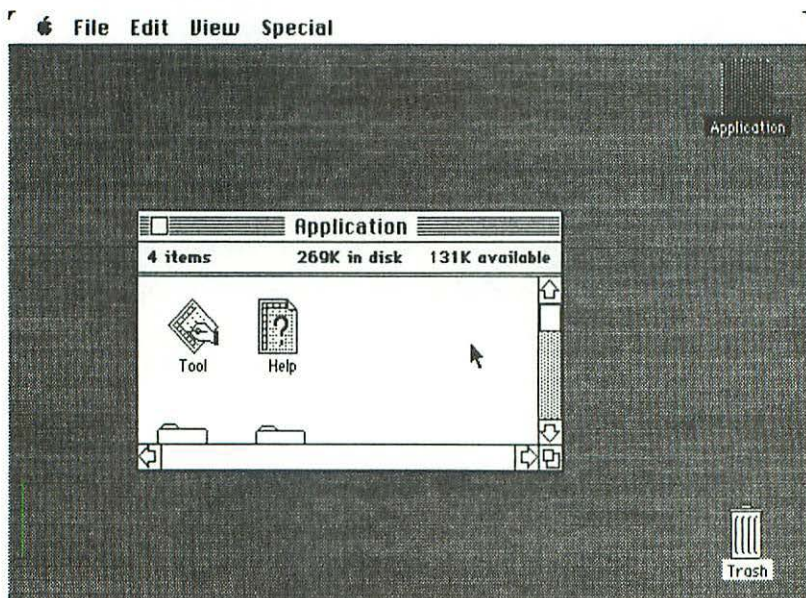 File Edit View Special
Application
Application
4 items 269K in disk 131K available
Tool Help
Trash